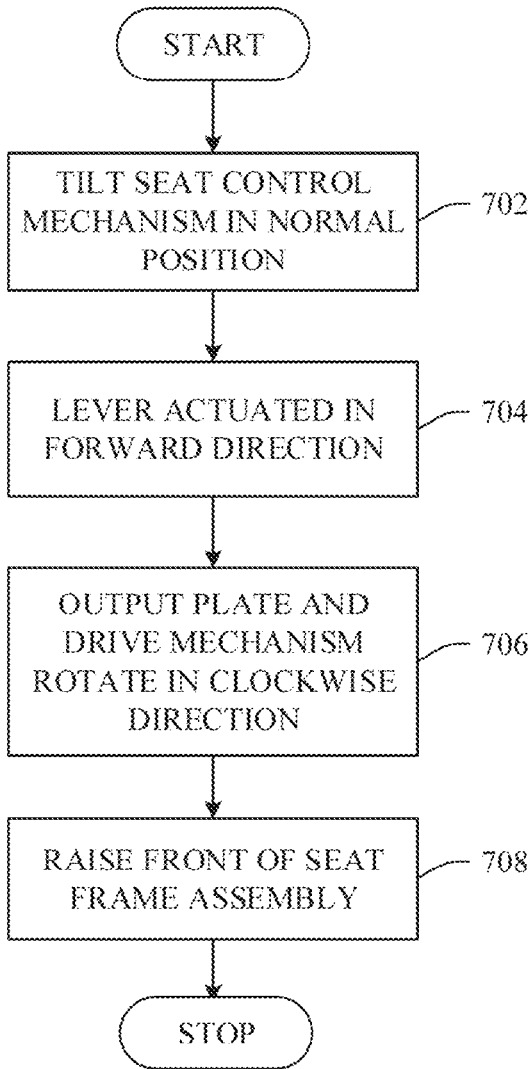 START
TILT SEAT CONTROL
MECHANISM IN NORMAL
POSITION
702
LEVER ACTUATED IN
FORWARD DIRECTION
704
OUTPUT PLATE AND
DRIVE MECHANISM
ROTATE IN CLOCKWISE
DIRECTION
706
RAISE FRONT OF SEAT
FRAME ASSEMBLY
708
STOP